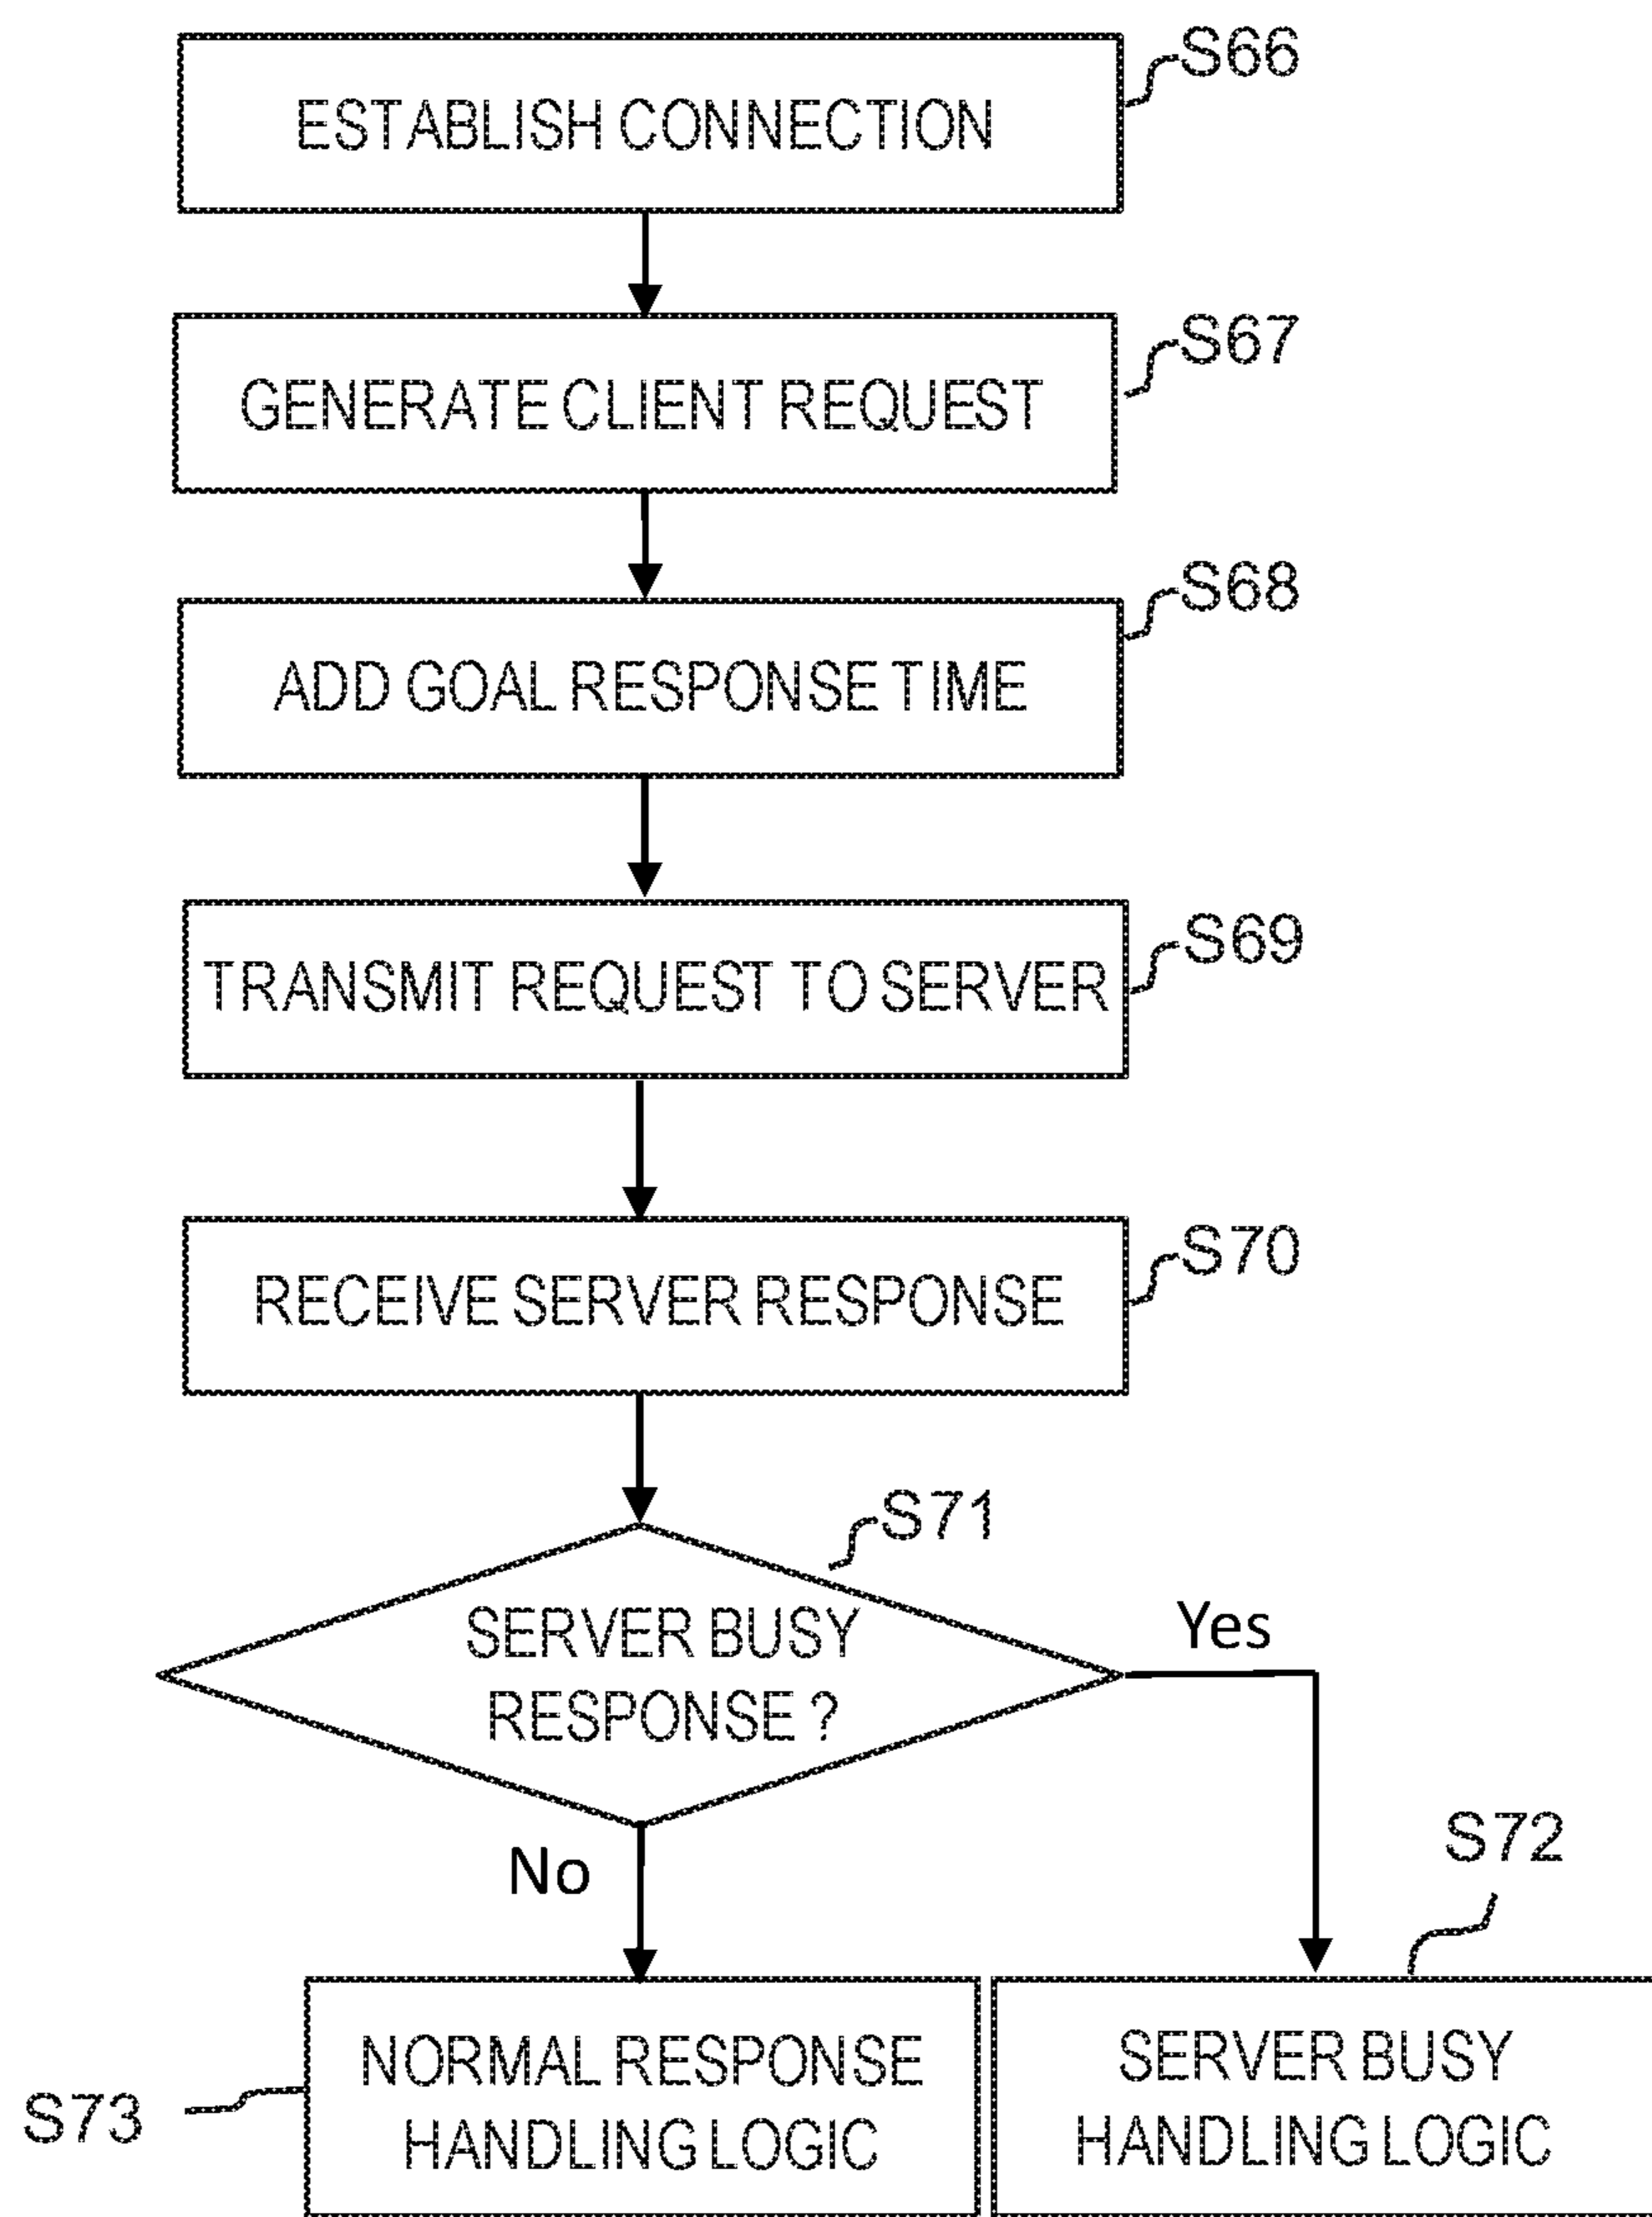 S66
ESTABLISH CONNECTION
S67
GENERATE CLIENT REQUEST
S68
ADD GOAL RESPONSE TIME
S69
TRANSMIT REQUEST TO SERVER
S70
RECEIVE SERVER RESPONSE
S71
SERVER BUSY
RESPONSE ?
Yes
No
S72
S73
NORMAL RESPONSE
HANDLING LOGIC
SERVER BUSY
HANDLING LOGIC